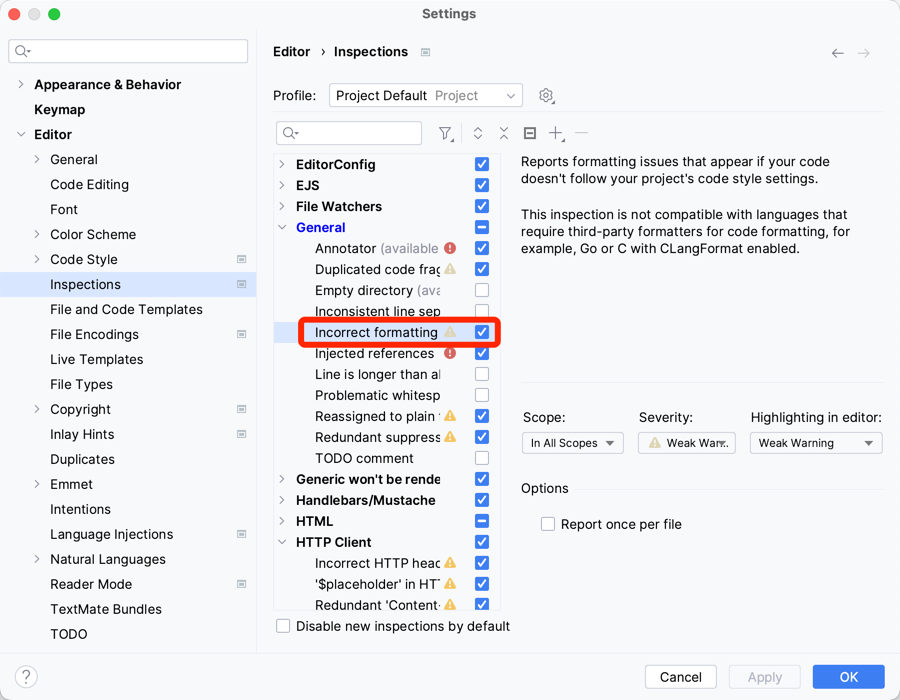 Settings
Appearance & Behavior
Keymap
Editor
General
Code Editing
Font
Color Scheme
Code Style
Inspections
File and Code Templates
File Encodings
Live Templates
File Types
Copyright
Inlay Hints
Duplicates
Emmet
Intentions
Language Injections
Natural Languages
Reader Mode
TextMate Bundles
TODO
?
Editor › Inspections
Profile: Project Default Project
EditorConfig
EJS
File Watchers
General
Annotator (available
Duplicated code frag
Empty directory (ava
Inconsistent line sep
Incorrect formatting
Injected references
Line is longer than al
Problematic whitesp
Reassigned to plain t
Redundant suppress
TODO comment
Generic won't be rende
Handlebars/Mustache
HTML
HTTP Client
Incorrect HTTP head
'$placeholder' in HT
Redundant 'Content-
Disable new inspections by default
Reports formatting issues that appear if your code
doesn't follow your project's code style settings.
This inspection is not compatible with languages that
require third-party formatters for code formatting, for
example, Go or C with CLangFormat enabled.
Scope: Severity: Highlighting in editor:
In All Scopes Weak Warn. Weak Warning
Options
Report once per file
Cancel Apply OK